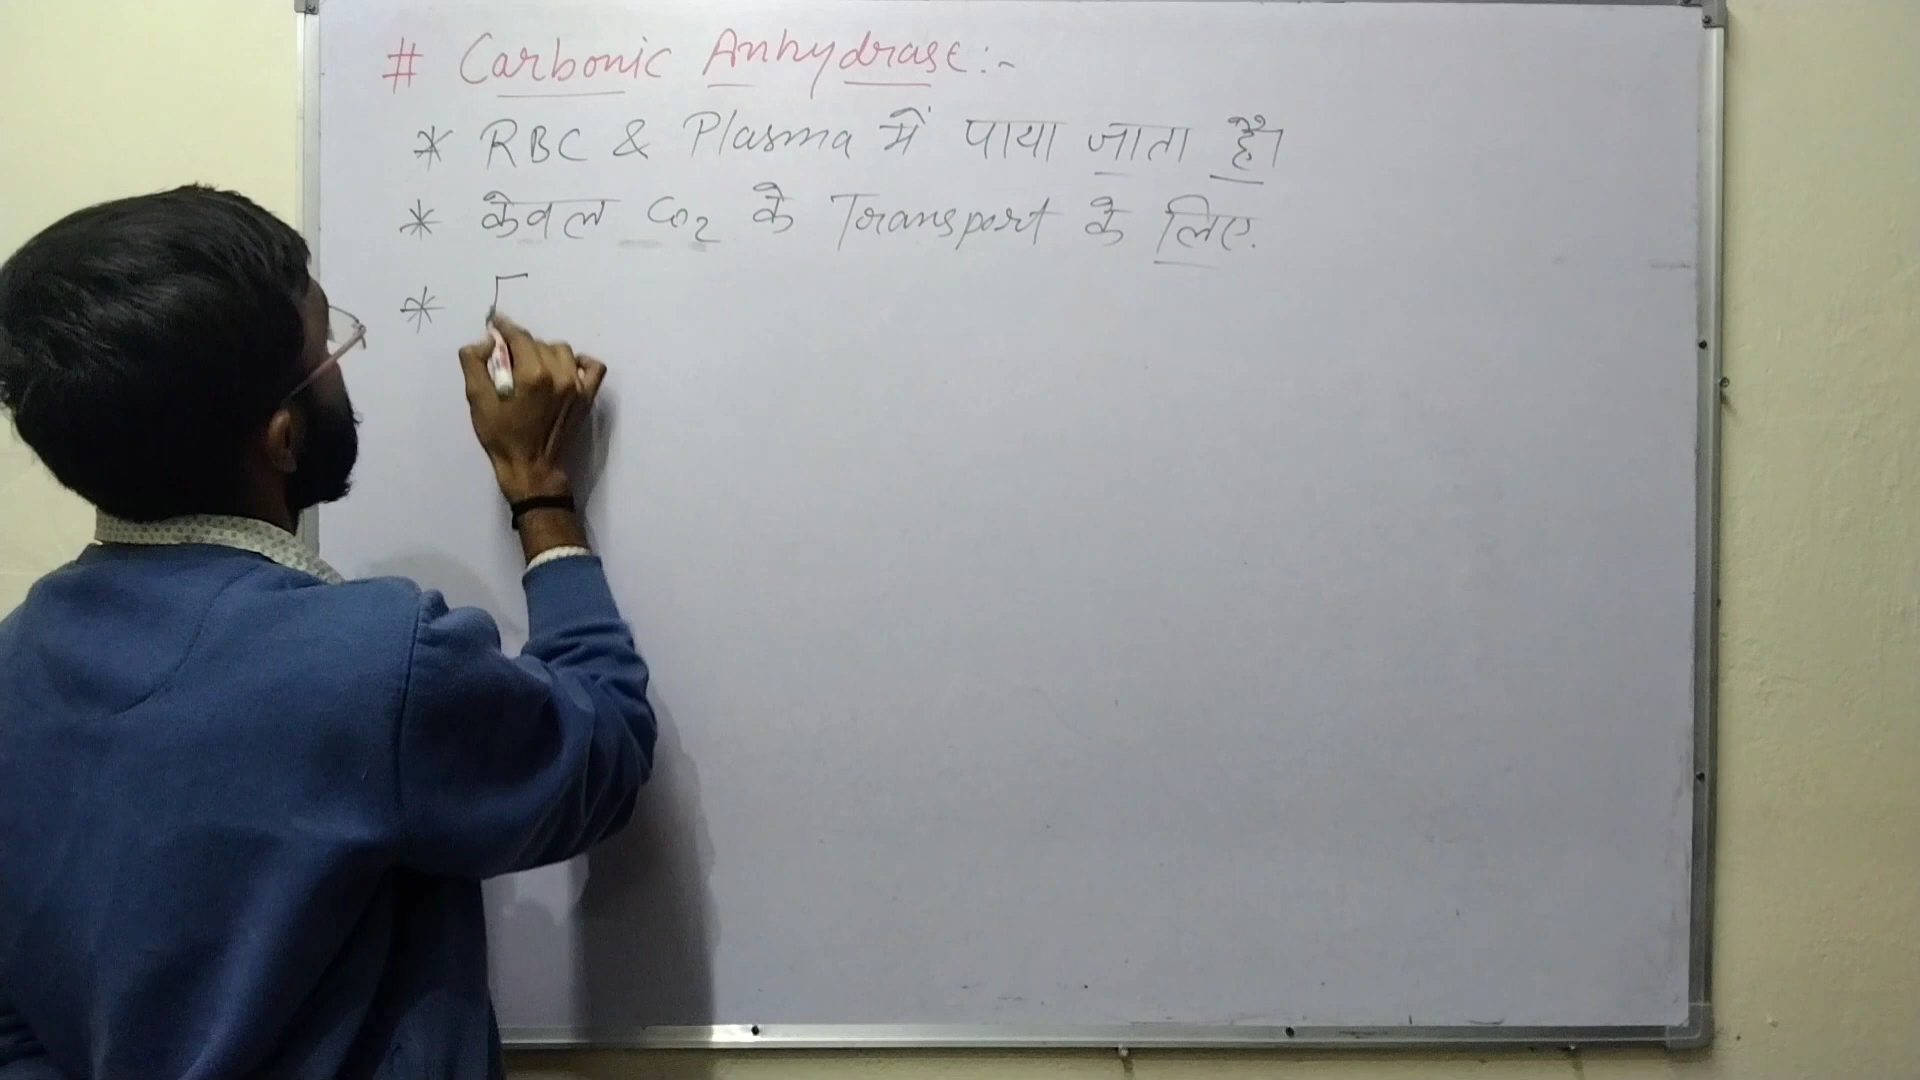 # Carbonic Anhydrase:-
* RBC & Plasma में पाया जाता है।
* केवल CO2 के Transport के लिए.
*